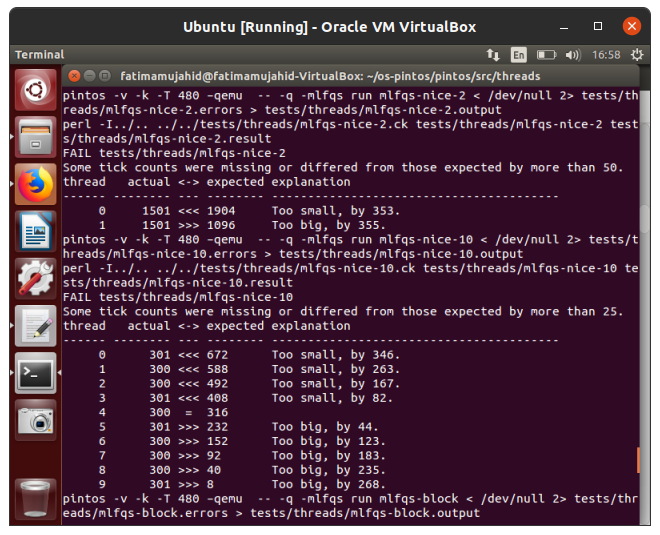 Ubuntu [Running] - Oracle VM VirtualBox
Terminal En 16:58
fatimamujahid@fatimamujahid-VirtualBox: ~/os-pintos/pintos/src/threads
pintos -v -k -T 480 -qemu  -- -q -mlfqs run mlfqs-nice-2 < /dev/null 2> tests/th
reads/mlfqs-nice-2.errors > tests/threads/mlfqs-nice-2.output
perl -I../.. ../../tests/threads/mlfqs-nice-2.ck tests/threads/mlfqs-nice-2 test
s/threads/mlfqs-nice-2.result
FAIL tests/threads/mlfqs-nice-2
Some tick counts were missing or differed from those expected by more than 50.
thread   actual <-> expected explanation
------ -------- --- -------- ----------------------------------------
     0     1501 <<< 1904     Too small, by 353.
     1     1501 >>> 1096     Too big, by 355.
pintos -v -k -T 480 -qemu  -- -q -mlfqs run mlfqs-nice-10 < /dev/null 2> tests/t
hreads/mlfqs-nice-10.errors > tests/threads/mlfqs-nice-10.output
perl -I../.. ../../tests/threads/mlfqs-nice-10.ck tests/threads/mlfqs-nice-10 te
sts/threads/mlfqs-nice-10.result
FAIL tests/threads/mlfqs-nice-10
Some tick counts were missing or differed from those expected by more than 25.
thread   actual <-> expected explanation
------ -------- --- -------- ----------------------------------------
     0      301 <<< 672      Too small, by 346.
     1      300 <<< 588      Too small, by 263.
     2      300 <<< 492      Too small, by 167.
     3      301 <<< 408      Too small, by 82.
     4      300  =  316
     5      301 >>> 232      Too big, by 44.
     6      300 >>> 152      Too big, by 123.
     7      300 >>> 92       Too big, by 183.
     8      300 >>> 40       Too big, by 235.
     9      301 >>> 8        Too big, by 268.
pintos -v -k -T 480 -qemu  -- -q -mlfqs run mlfqs-block < /dev/null 2> tests/thr
eads/mlfqs-block.errors > tests/threads/mlfqs-block.output